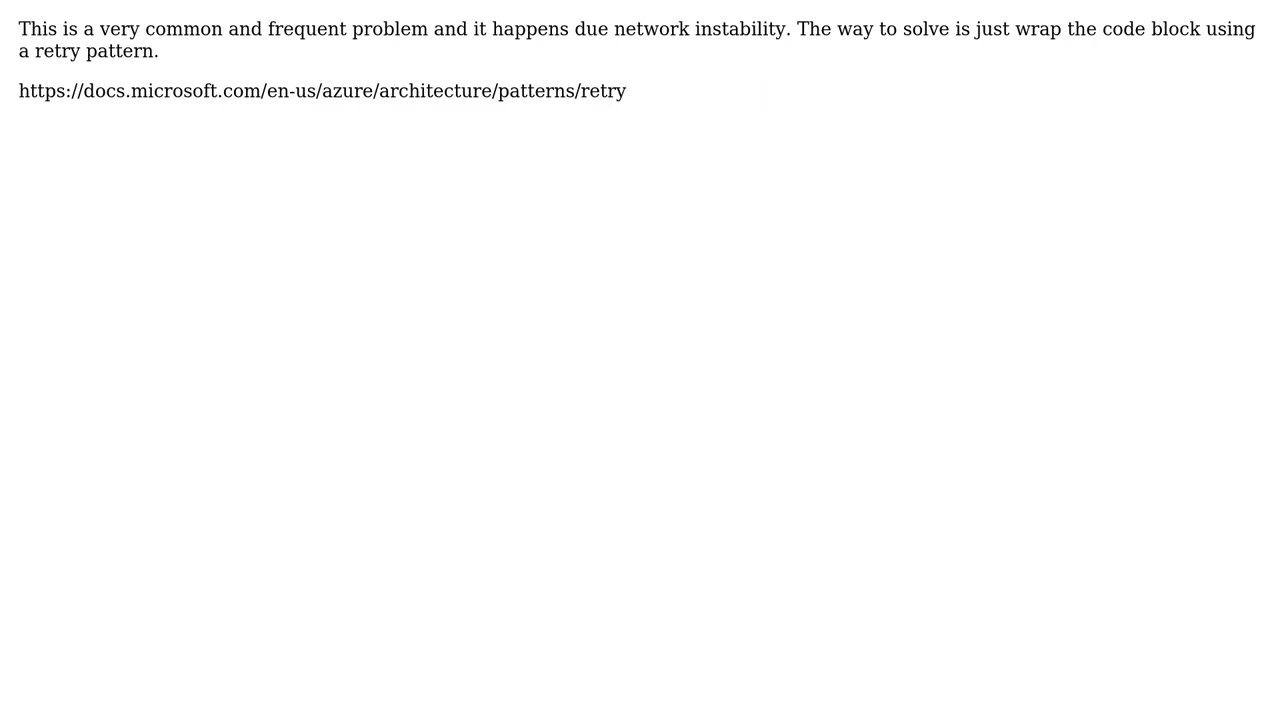 This is a very common and frequent problem and it happens due network instability. The way to solve is just wrap the code block using
a retry pattern.
https://docs.microsoft.com/en-us/azure/architecture/patterns/retry